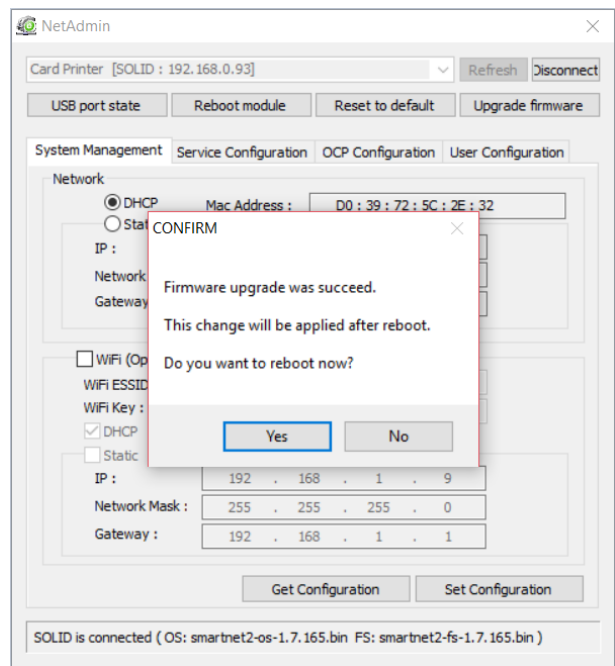 NetAdmin
Card Printer [SOLID : 192.168.0.93]
Refresh
Disconnect
USB port state
Reboot module
Reset to default
Upgrade firmware
System Management
Service Configuration
OCP Configuration
User Configuration
Network
DHCP
Mac Address :
D0 : 39 : 72 : 5C : 2E : 32
Stat
IP :
Network
Gateway
CONFIRM
Firmware upgrade was succeed.
This change will be applied after reboot.
Do you want to reboot now?
Yes
No
WiFi (Op
WiFi ESSID
WiFi Key :
DHCP
Static
IP :
192 . 168 . 1 . 9
Network Mask :
255 . 255 . 255 . 0
Gateway :
192 . 168 . 1 . 1
Get Configuration
Set Configuration
SOLID is connected ( OS: smartnet2-os-1.7.165.bin FS: smartnet2-fs-1.7.165.bin )